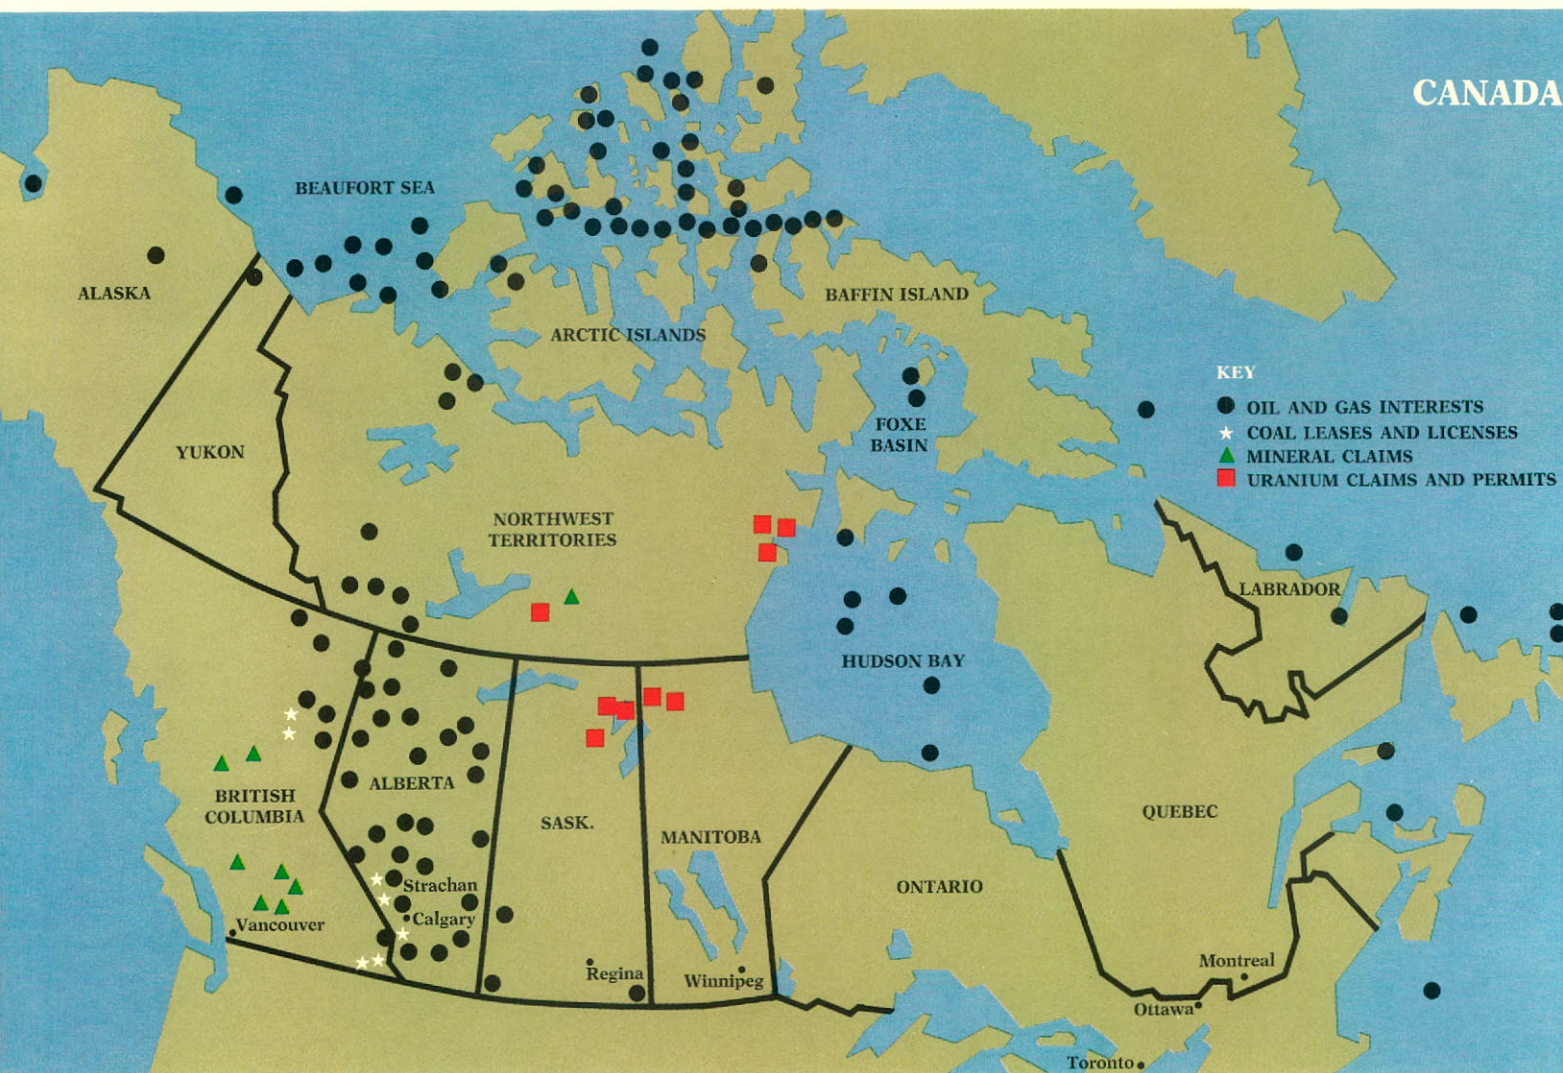 CANADA
BEAUFORT SEA
ALASKA
BAFFIN ISLAND
ARCTIC ISLANDS
KEY
OIL AND GAS INTERESTS
COAL LEASES AND LICENSES
MINERAL CLAIMS
URANIUM CLAIMS AND PERMITS
FOXE
BASIN
YUKON
NORTHWEST
TERRITORIES
LABRADOR
HUDSON BAY
BRITISH
COLUMBIA
ALBERTA
SASK.
MANITOBA
QUEBEC
ONTARIO
Strachan
Calgary
Vancouver
Regina
Winnipeg
Montreal
Ottawa
Toronto